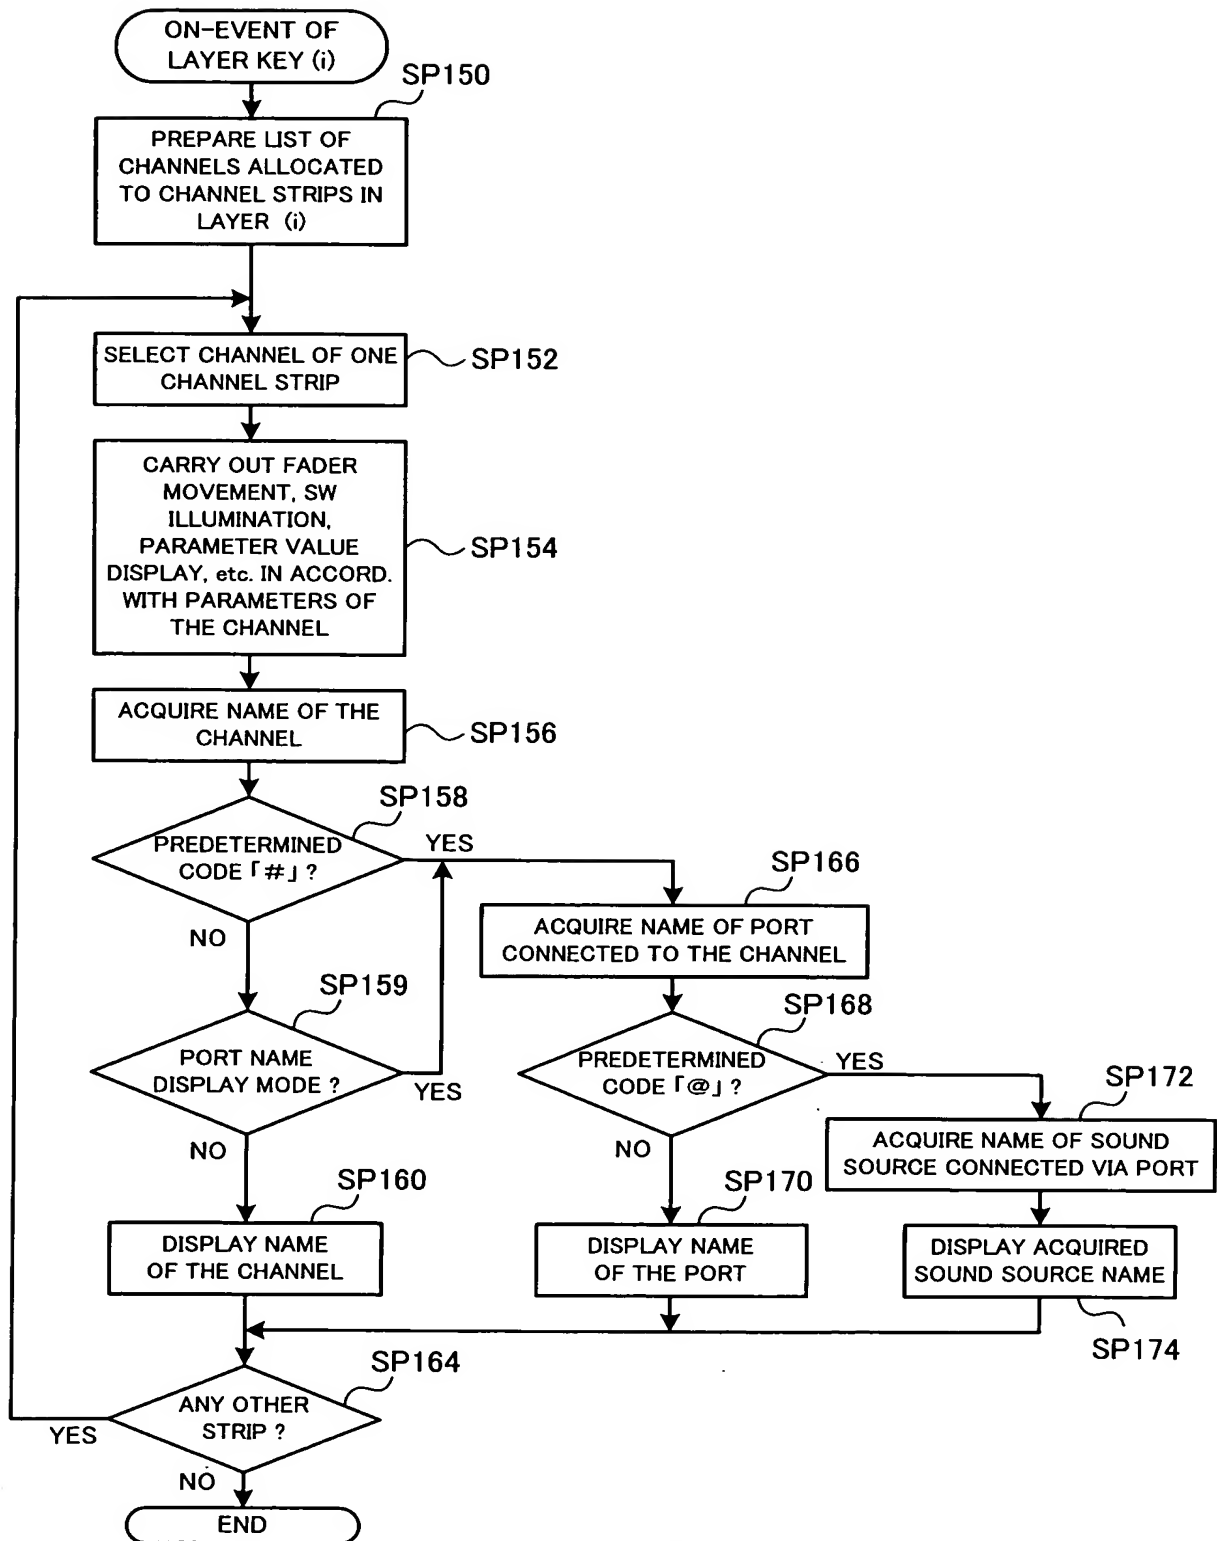 ON-EVENT OF
LAYER KEY (i)
SP150
PREPARE LIST OF
CHANNELS ALLOCATED
TO CHANNEL STRIPS IN
LAYER (i)
SELECT CHANNEL OF ONE
CHANNEL STRIP
SP152
CARRY OUT FADER
MOVEMENT, SW
ILLUMINATION,
PARAMETER VALUE
DISPLAY, etc. IN ACCORD.
WITH PARAMETERS OF
THE CHANNEL
SP154
ACQUIRE NAME OF THE
CHANNEL
SP156
SP158
PREDETERMINED
CODE「#」?
YES
NO
SP166
ACQUIRE NAME OF PORT
CONNECTED TO THE CHANNEL
SP159
PORT NAME
DISPLAY MODE ?
YES
NO
SP168
PREDETERMINED
CODE「@」?
YES
NO
SP172
ACQUIRE NAME OF SOUND
SOURCE CONNECTED VIA PORT
SP160
DISPLAY NAME
OF THE CHANNEL
SP170
DISPLAY NAME
OF THE PORT
DISPLAY ACQUIRED
SOUND SOURCE NAME
SP174
SP164
ANY OTHER
STRIP ?
YES
NO
END